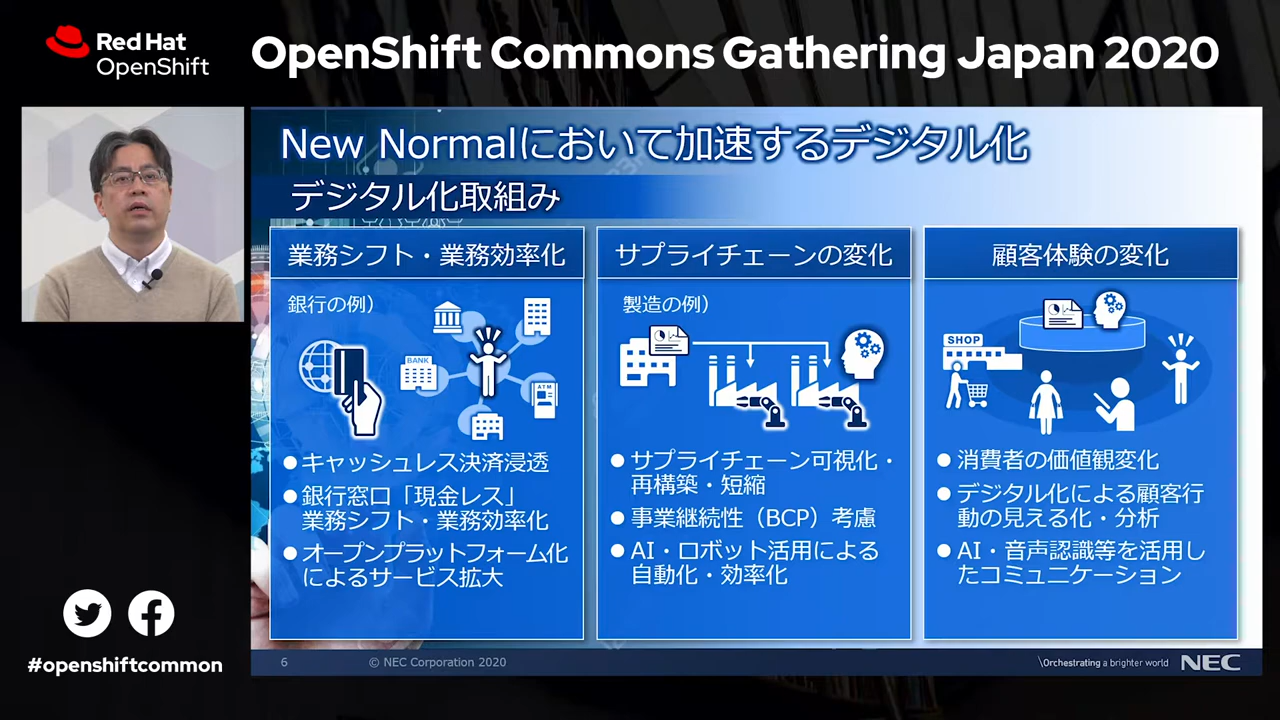 Red Hat
OpenShift
OpenShift Commons Gathering Japan 2020
New Normalにおいて加速するデジタル化
デジタル化取組み
業務シフト・業務効率化
銀行の例）
BANK
ATM
●キャッシュレス決済浸透
●銀行窓口「現金レス」
業務シフト・業務効率化
●オープンプラットフォーム化
によるサービス拡大
サプライチェーンの変化
製造の例）
●サプライチェーン可視化・
再構築・短縮
●事業継続性（BCP）考慮
●AI・ロボット活用による
自動化・効率化
顧客体験の変化
SHOP
●消費者の価値観変化
●デジタル化による顧客行
動の見える化・分析
●AI・音声認識等を活用し
たコミュニケーション
#openshiftcommon
6
© NEC Corporation 2020
\Orchestrating a brighter world
NEC